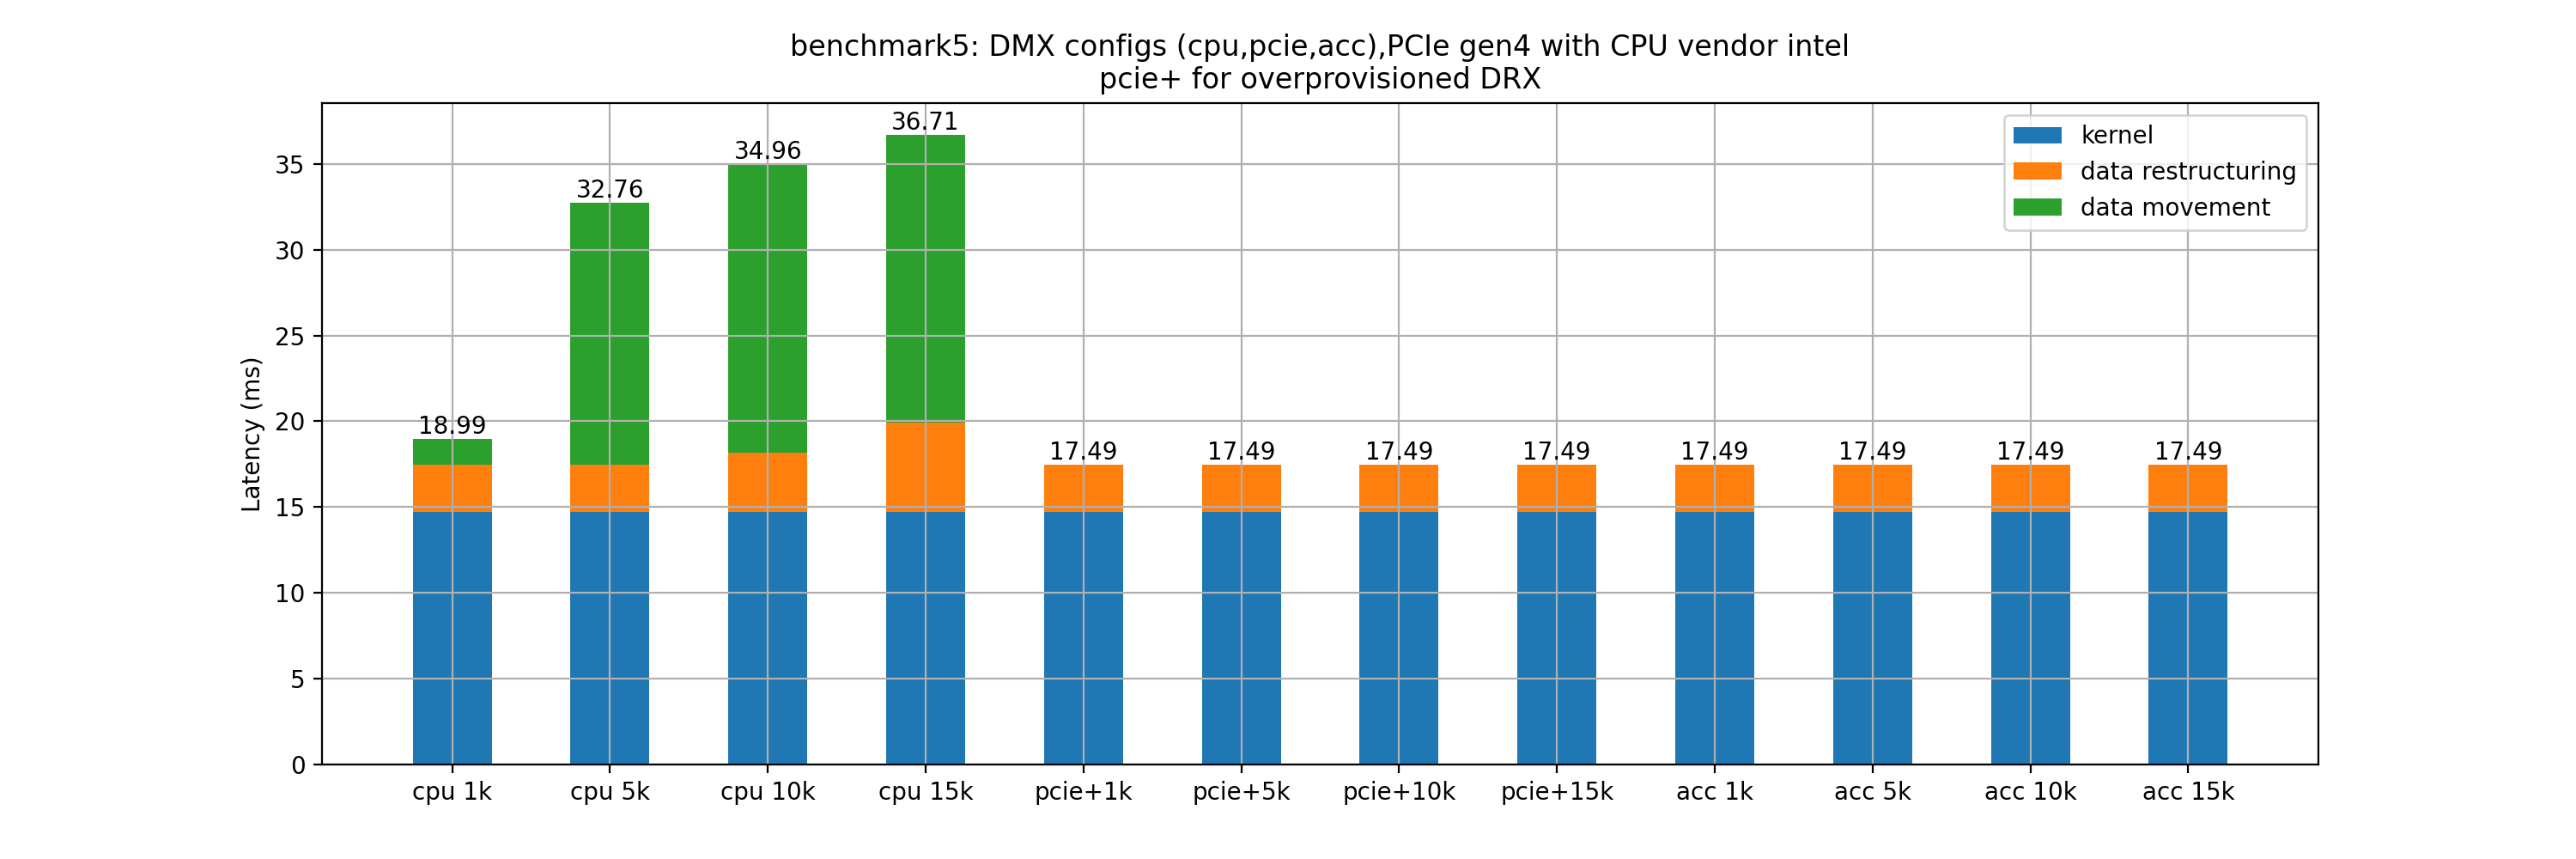 benchmark5: DMX configs (cpu,pcie,acc),PCIe gen4 with CPU vendor intel
pcie+ for overprovisioned DRX
36.71
34.96
32.76
18.99
17.49 17.49 17.49 17.49 17.49 17.49 17.49 17.49
kernel
data restructuring
data movement
Latency (ms)
35
30
25
20
15
10
5
0
cpu 1k cpu 5k cpu 10k cpu 15k pcie+1k pcie+5k pcie+10k pcie+15k acc 1k acc 5k acc 10k acc 15k